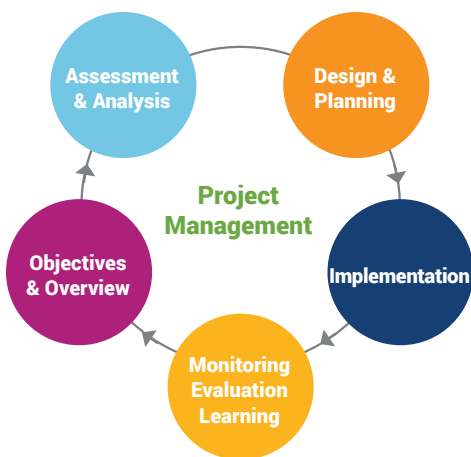 Assessment
& Analysis
Design &
Planning
Project
Management
Objectives
& Overview
Implementation
Monitoring
Evaluation
Learning